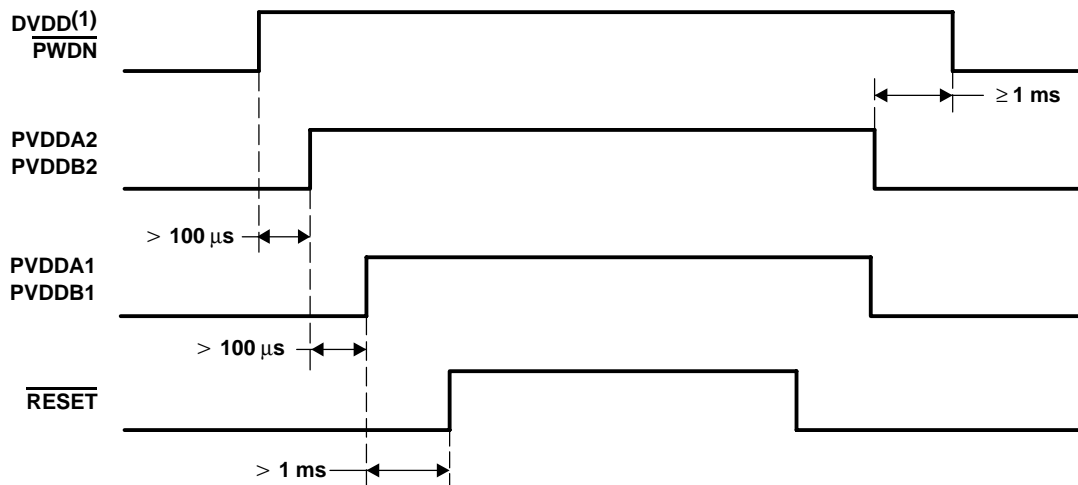 DVDD(1)
PWDN
≥ 1 ms
PVDDA2
PVDDB2
> 100 μs
PVDDA1
PVDDB1
> 100 μs
RESET
> 1 ms